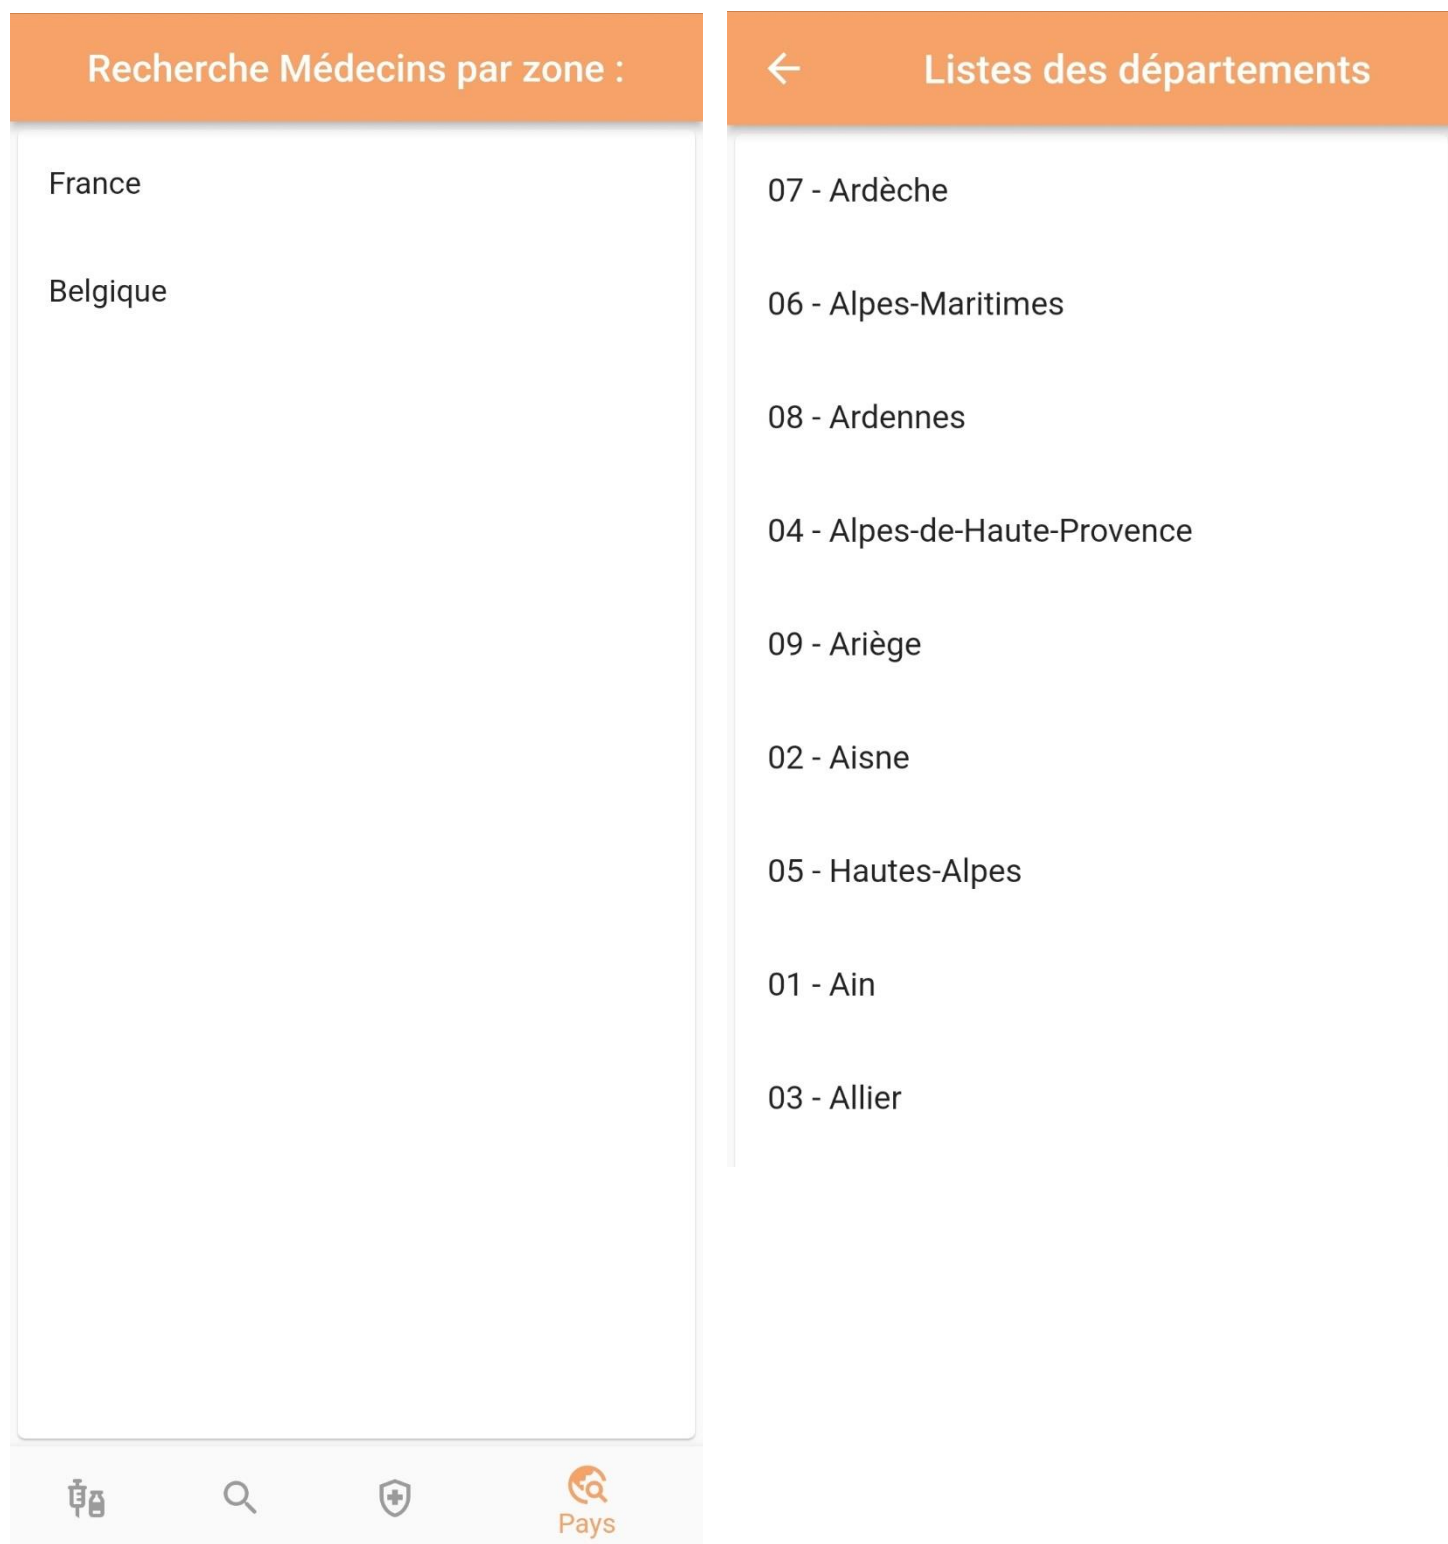 Recherche Médecins par zone :
France
Belgique
Pays
Listes des départements
07 - Ardèche
06 - Alpes-Maritimes
08 - Ardennes
04 - Alpes-de-Haute-Provence
09 - Ariège
02 - Aisne
05 - Hautes-Alpes
01 - Ain
03 - Allier